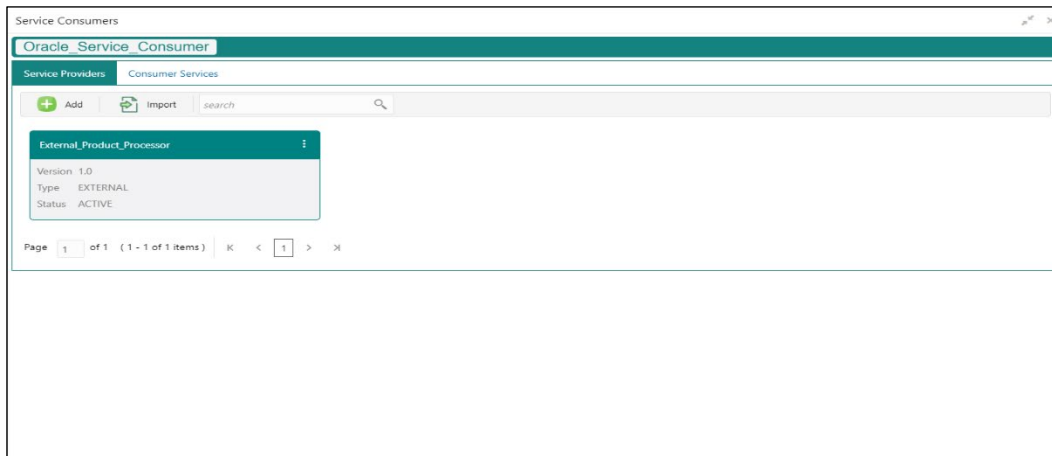 Service Consumers
Oracle_Service_Consumer
Service Providers Consumer Services
Add Import search
External_Product_Processor
Version 1.0
Type EXTERNAL
Status ACTIVE
Page 1 of 1 ( 1 - 1 of 1 items ) 1